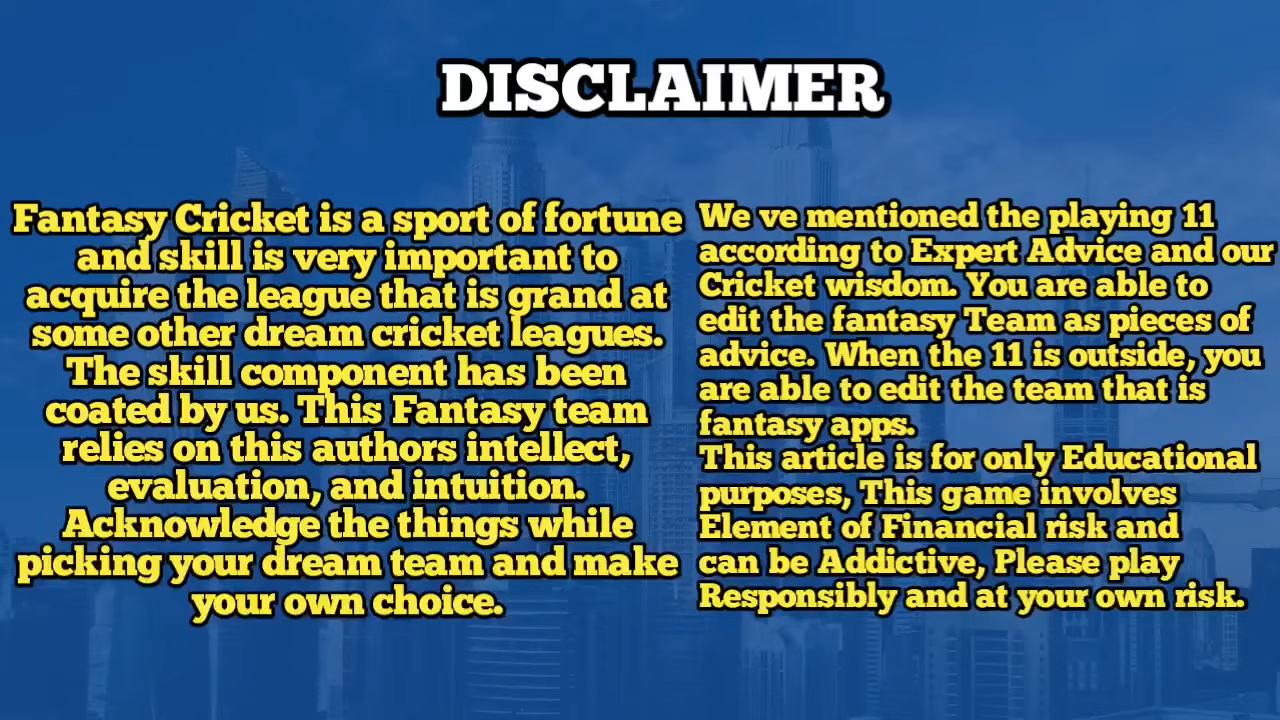 DISCLAIMER
Fantasy Cricket is a sport of fortune
and skill is very important to
acquire the league that is grand at
some other dream cricket leagues.
The skill component has been
coated by us. This Fantasy team
relies on this authors intellect,
evaluation, and intuition.
Acknowledge the things while
picking your dream team and make
your own choice.
We ve mentioned the playing 11
according to Expert Advice and our
Cricket wisdom. You are able to
edit the fantasy Team as pieces of
advice. When the 11 is outside, you
are able to edit the team that is
fantasy apps.
This article is for only Educational
purposes, This game involves
Element of Financial risk and
can be Addictive, Please play
Responsibly and at your own risk.